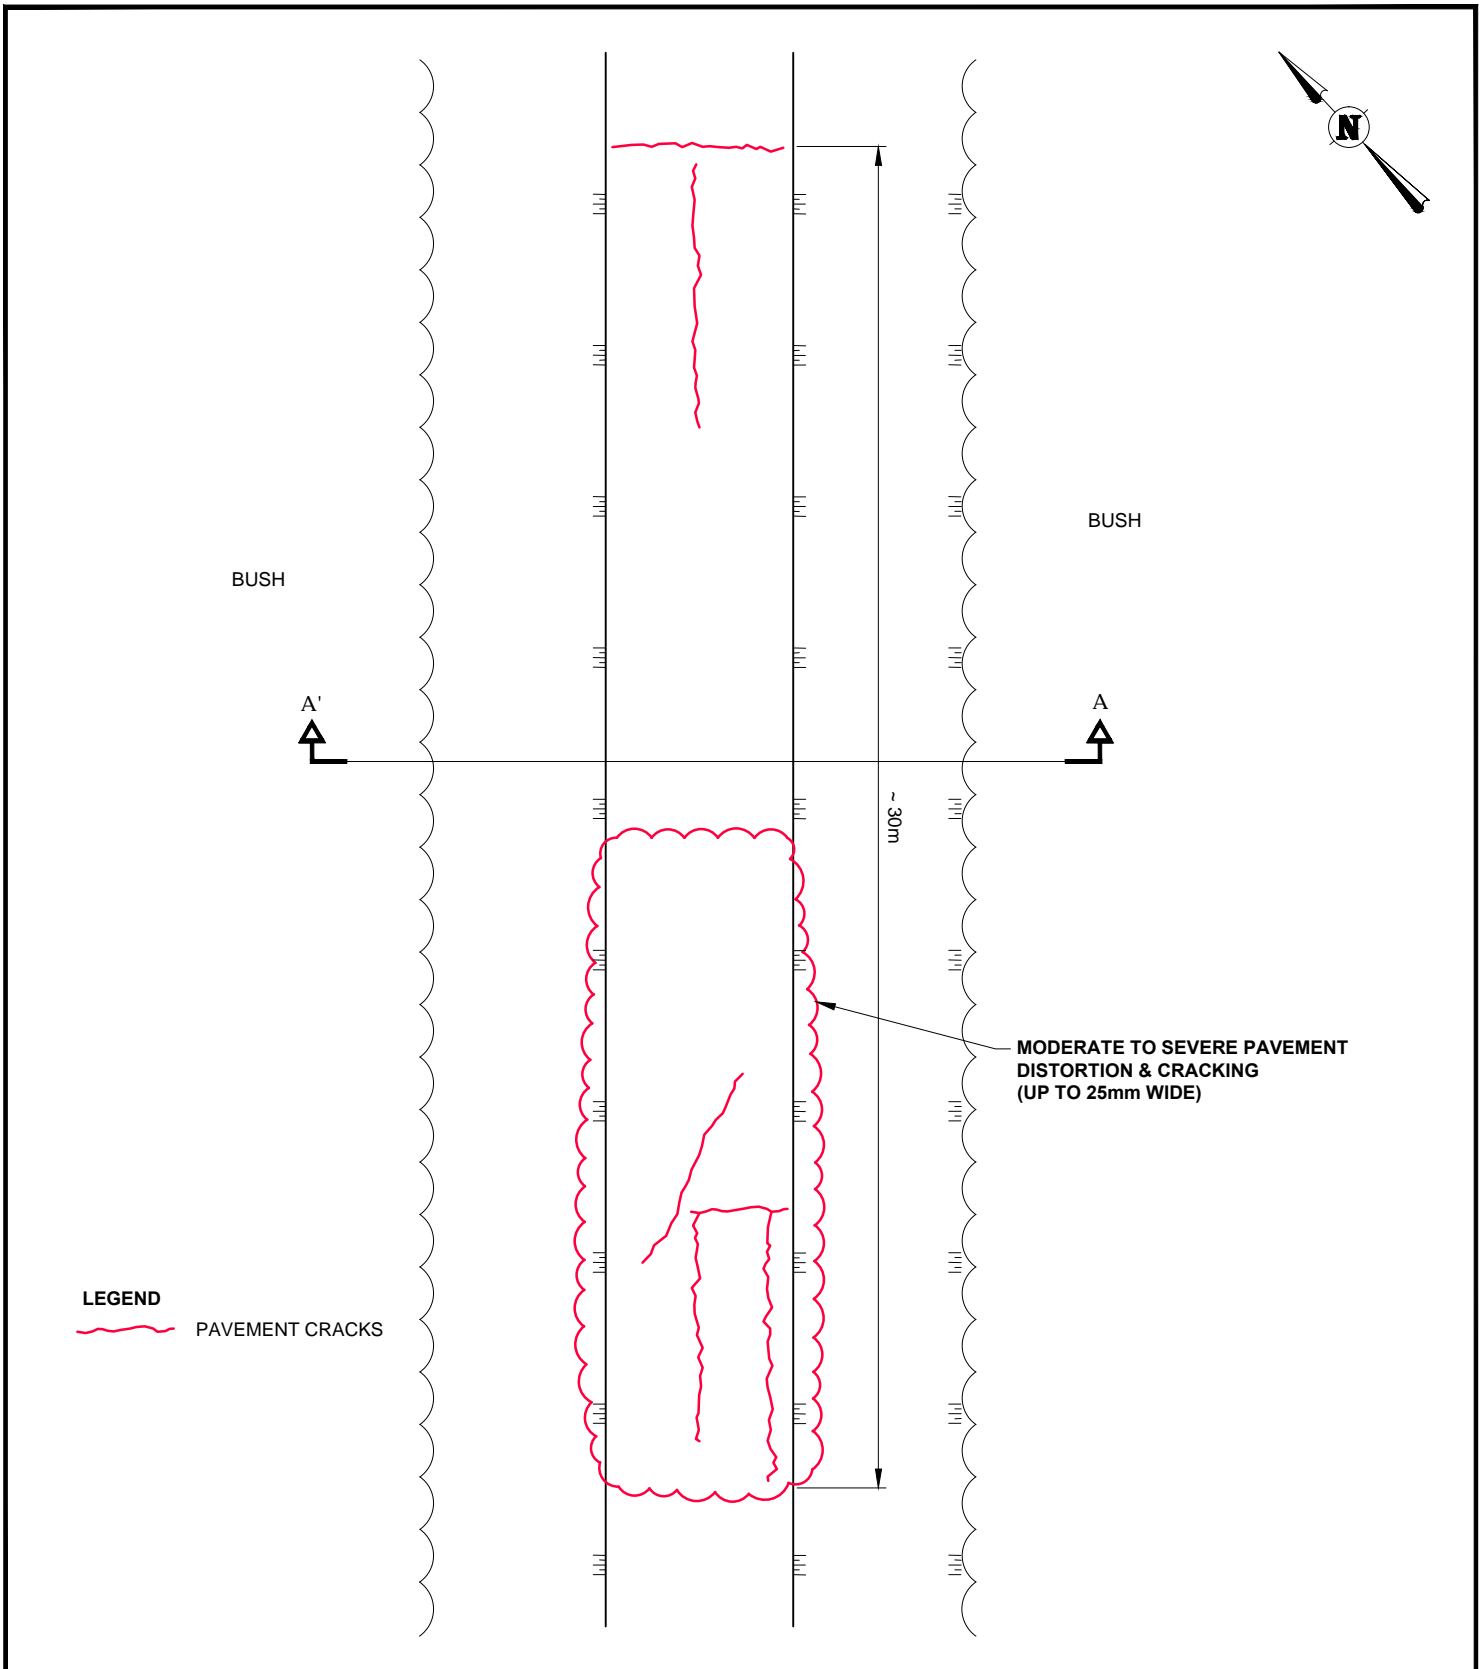 N
BUSH
BUSH
A'
A
~ 30m
MODERATE TO SEVERE PAVEMENT
DISTORTION & CRACKING
(UP TO 25mm WIDE)
LEGEND
PAVEMENT CRACKS